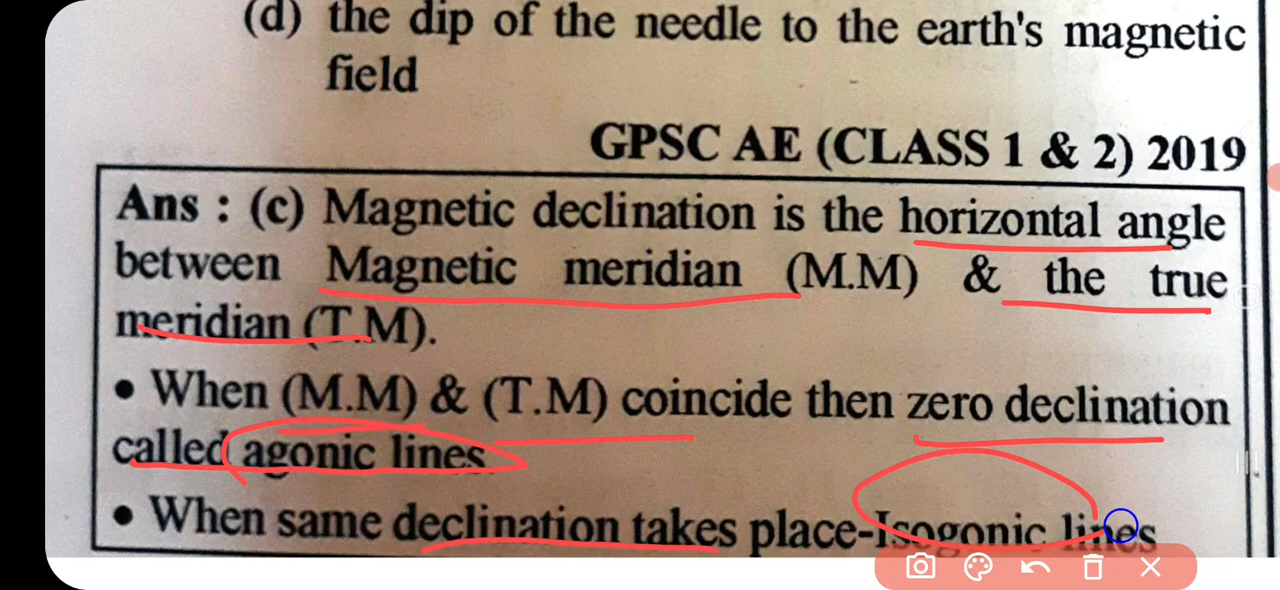 (d) the dip of the needle to the earth's magnetic
field
GPSC AE (CLASS 1 & 2) 2019
Ans : (c) Magnetic declination is the horizontal angle
between Magnetic meridian (M.M) & the true
meridian (T.M).
• When (M.M) & (T.M) coincide then zero declination
called agonic lines
• When same declination takes place-Isogonic lines